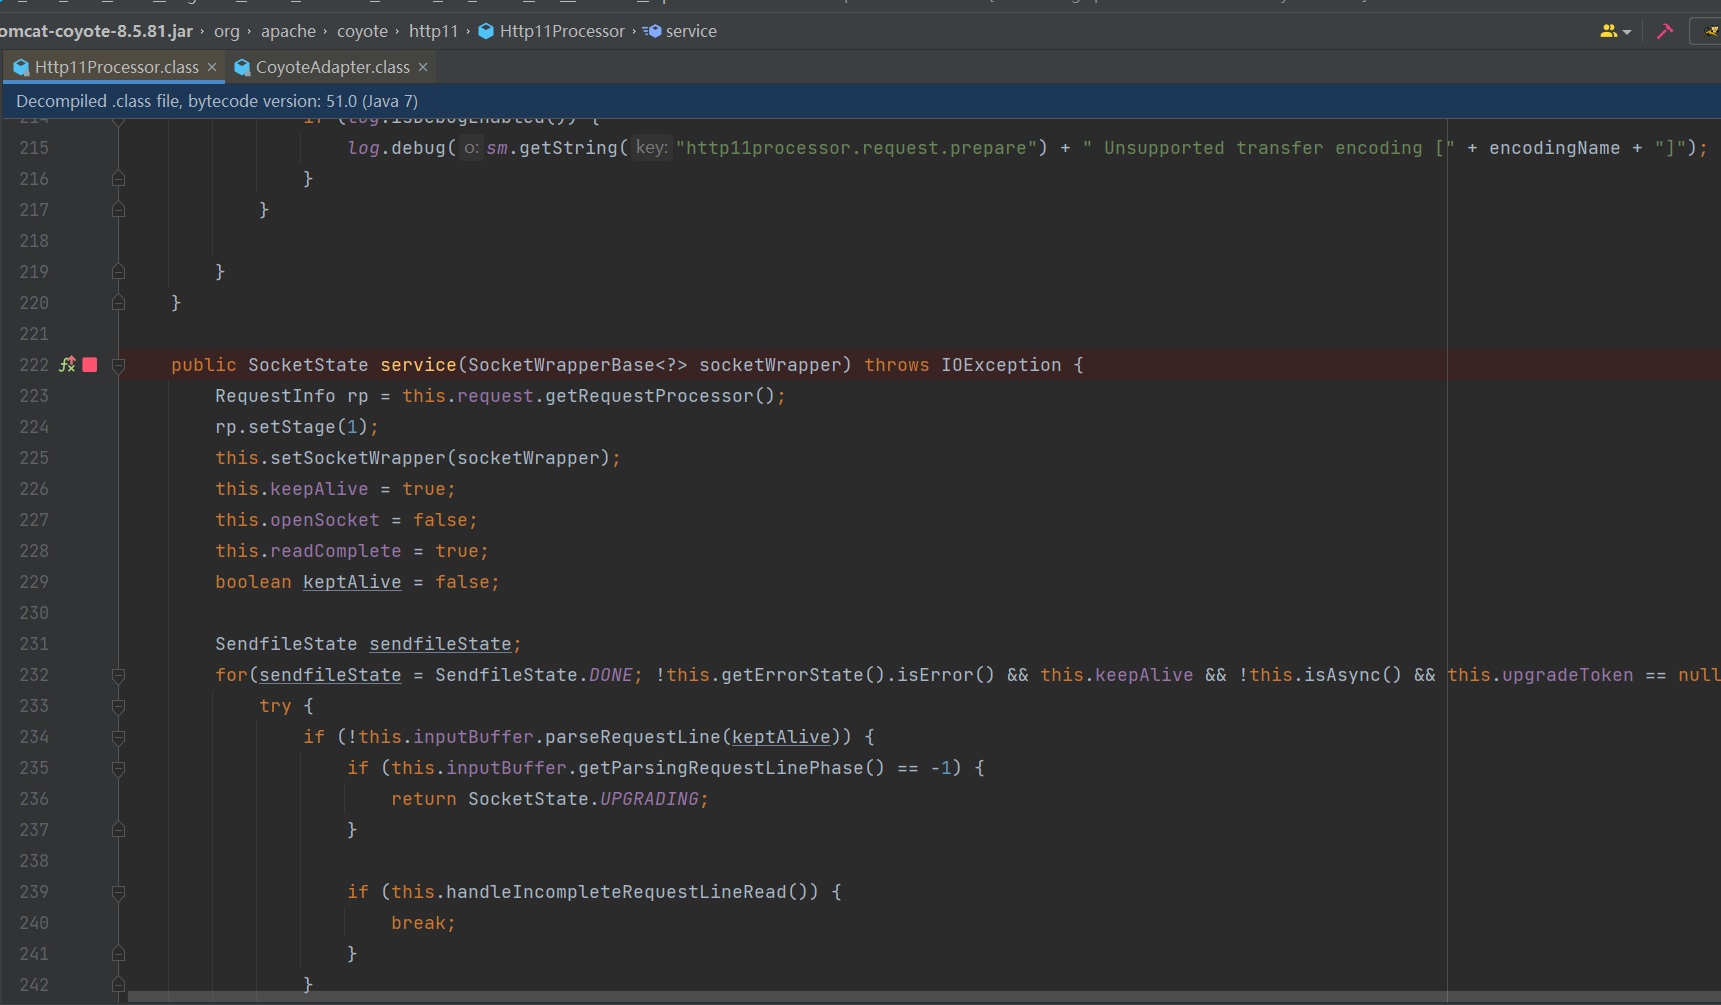 omcat-coyote-8.5.81.jar › org › apache › coyote › http11 › Http11Processor › service
Http11Processor.class × CoyoteAdapter.class ×
Decompiled .class file, bytecode version: 51.0 (Java 7)
214 if (log.isDebugEnabled()) {
215 log.debug( o: sm.getString( key: "http11processor.request.prepare") + " Unsupported transfer encoding [" + encodingName + "]");
216 }
217 }
218
219 }
220 }
221
222 public SocketState service(SocketWrapperBase<?> socketWrapper) throws IOException {
223 RequestInfo rp = this.request.getRequestProcessor();
224 rp.setStage(1);
225 this.setSocketWrapper(socketWrapper);
226 this.keepAlive = true;
227 this.openSocket = false;
228 this.readComplete = true;
229 boolean keptAlive = false;
230
231 SendfileState sendfileState;
232 for(sendfileState = SendfileState.DONE; !this.getErrorState().isError() && this.keepAlive && !this.isAsync() && this.upgradeToken == null
233 try {
234 if (!this.inputBuffer.parseRequestLine(keptAlive)) {
235 if (this.inputBuffer.getParsingRequestLinePhase() == -1) {
236 return SocketState.UPGRADING;
237 }
238
239 if (this.handleIncompleteRequestLineRead()) {
240 break;
241 }
242 }